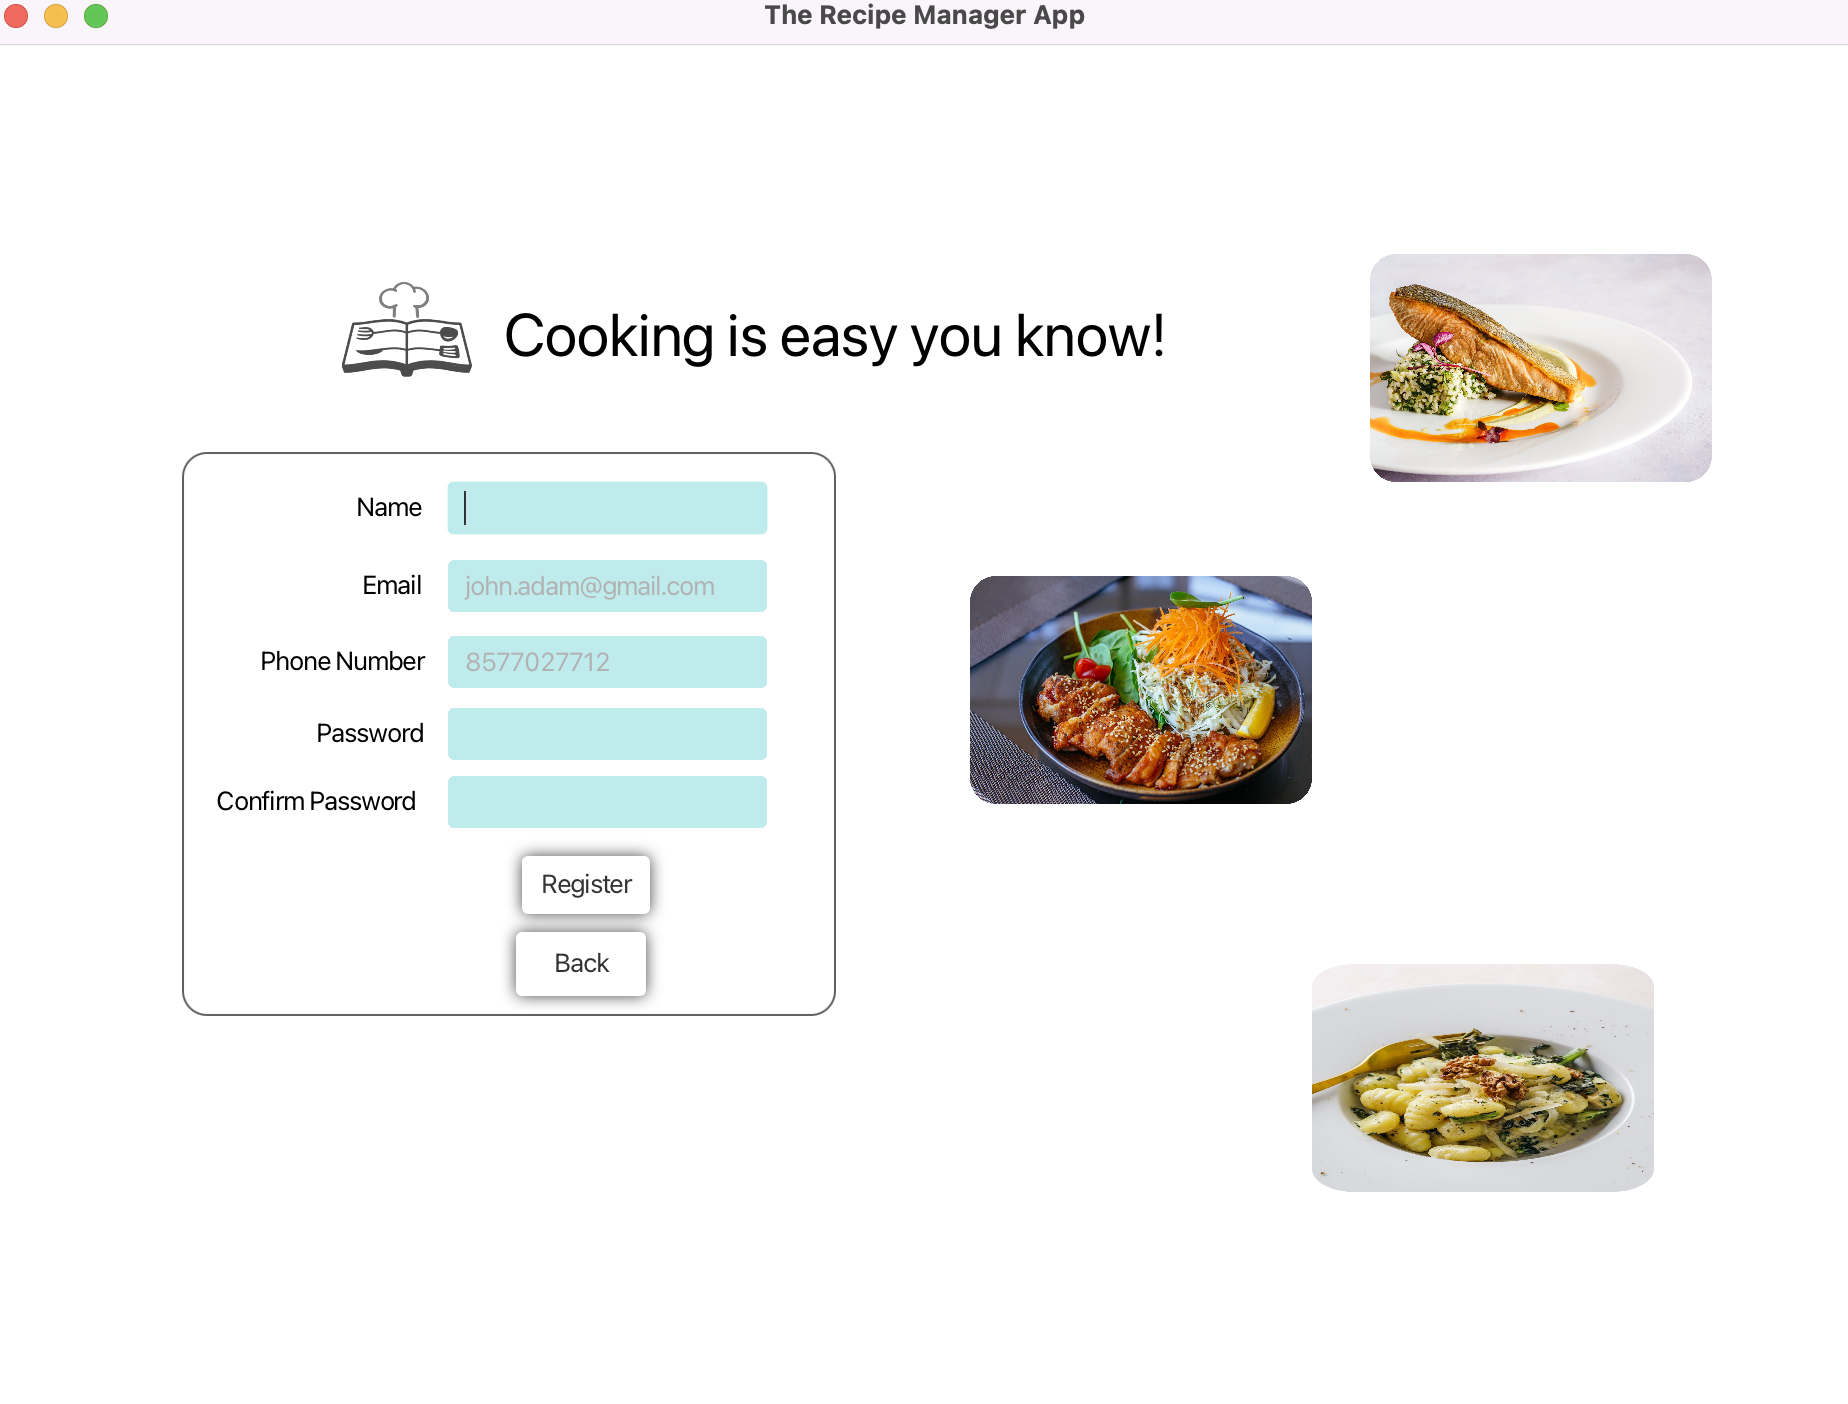 The Recipe Manager App
Cooking is easy you know!
Name
Email john.adam@gmail.com
Phone Number 8577027712
Password
Confirm Password
Register
Back